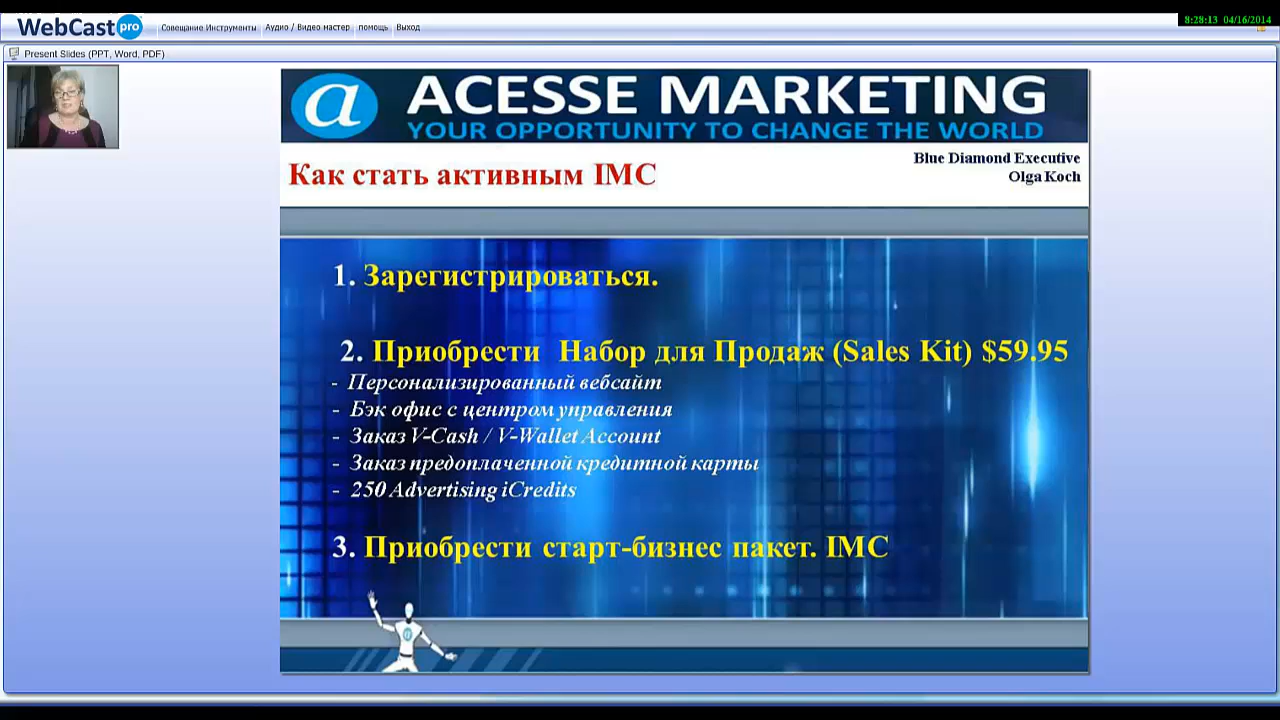 WebCast pro
Совещание Инструменты Аудио / Видео мастер помощь Выход
8:28:13 04/16/2014
Present Slides (PPT, Word, PDF)
a ACESSE MARKETING
YOUR OPPORTUNITY TO CHANGE THE WORLD
Как стать активным IMC
Blue Diamond Executive
Olga Koch
1. Зарегистрироваться.
2. Приобрести Набор для Продаж (Sales Kit) $59.95
- Персонализированный вебсайт
- Бэк офис с центром управления
- Заказ V-Cash / V-Wallet Account
- Заказ предоплаченной кредитной карты
- 250 Advertising iCredits
3. Приобрести старт-бизнес пакет. IMC